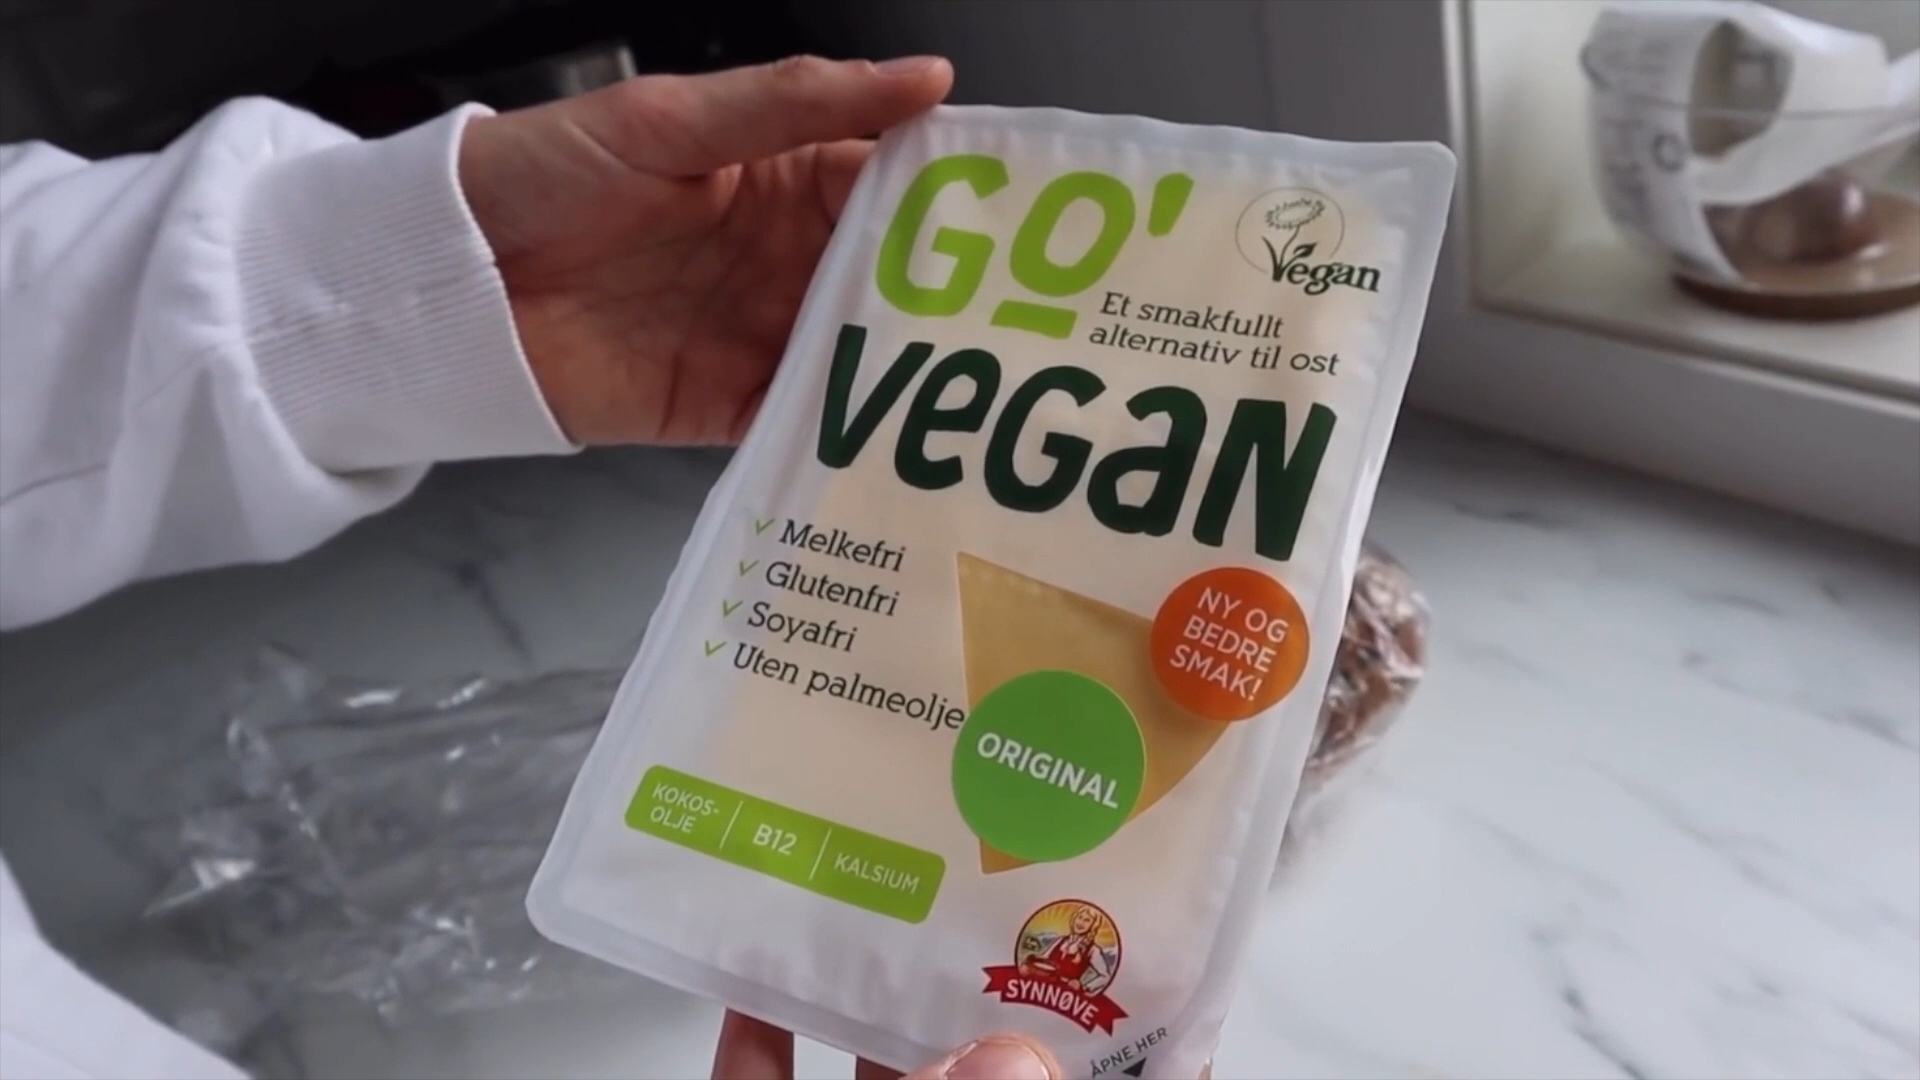 GO'
Vegan
Et smakfullt
alternativ til ost
VEGAN
Melkefri
Glutenfri
Soyafri
Uten palmeolje
NY OG
BEDRE
SMAK!
ORIGINAL
KOKOS-
OLJE
B12
KALSIUM
SYNNØVE
ÅPNE HER